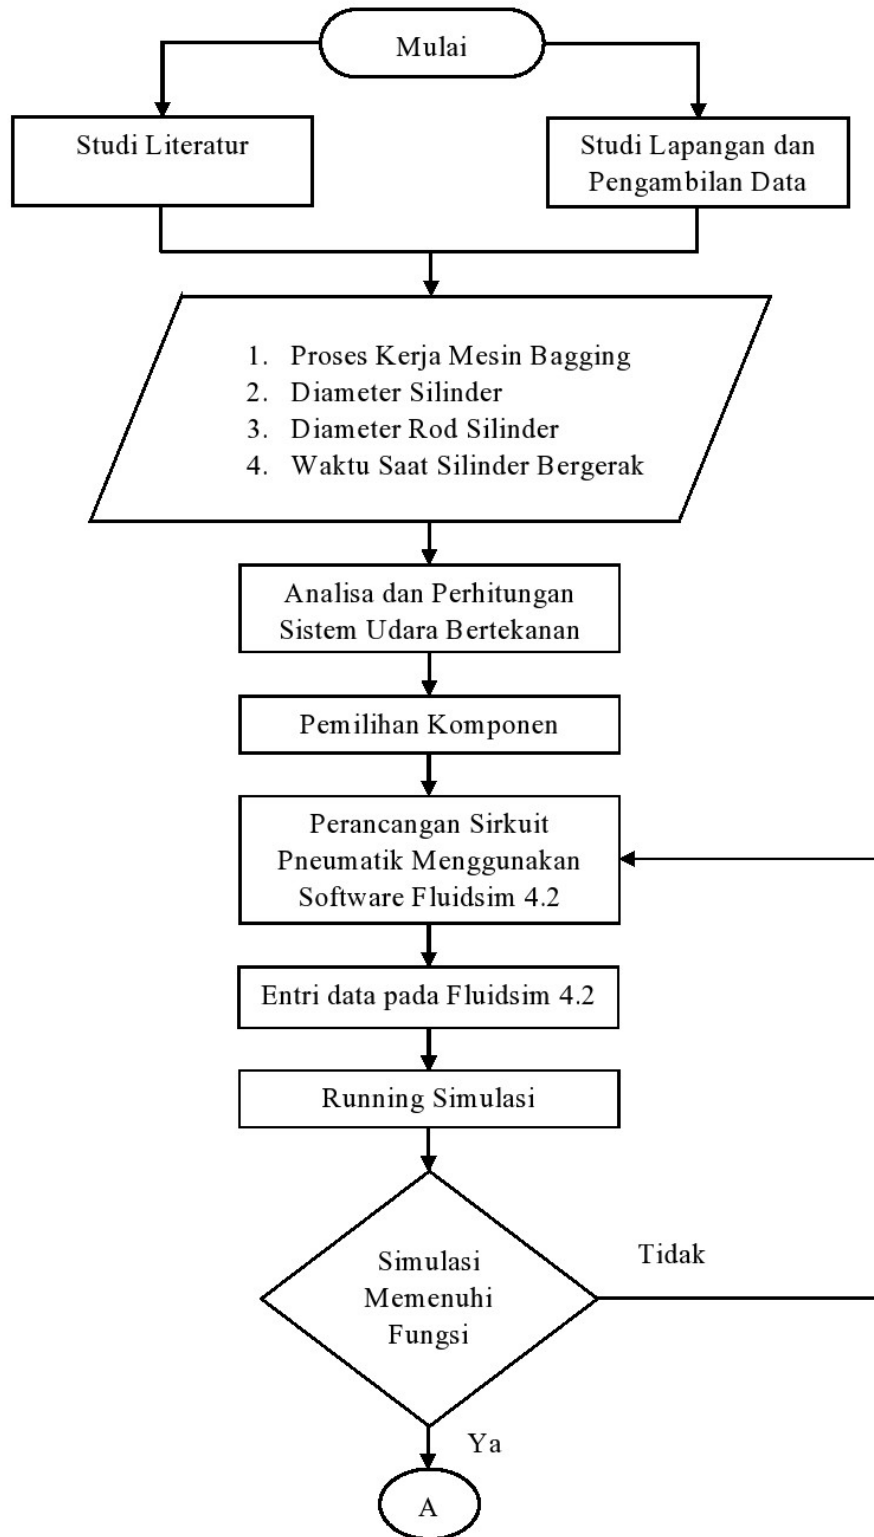 Mulai
Studi Literatur
Studi Lapangan dan
Pengambilan Data
1. Proses Kerja Mesin Bagging
2. Diameter Silinder
3. Diameter Rod Silinder
4. Waktu Saat Silinder Bergerak
Analisa dan Perhitungan
Sistem Udara Bertekanan
Pemilihan Komponen
Perancangan Sirkuit
Pneumatik Menggunakan
Software Fluidsim 4.2
Entri data pada Fluidsim 4.2
Running Simulasi
Simulasi
Memenuhi
Fungsi
Tidak
Ya
A